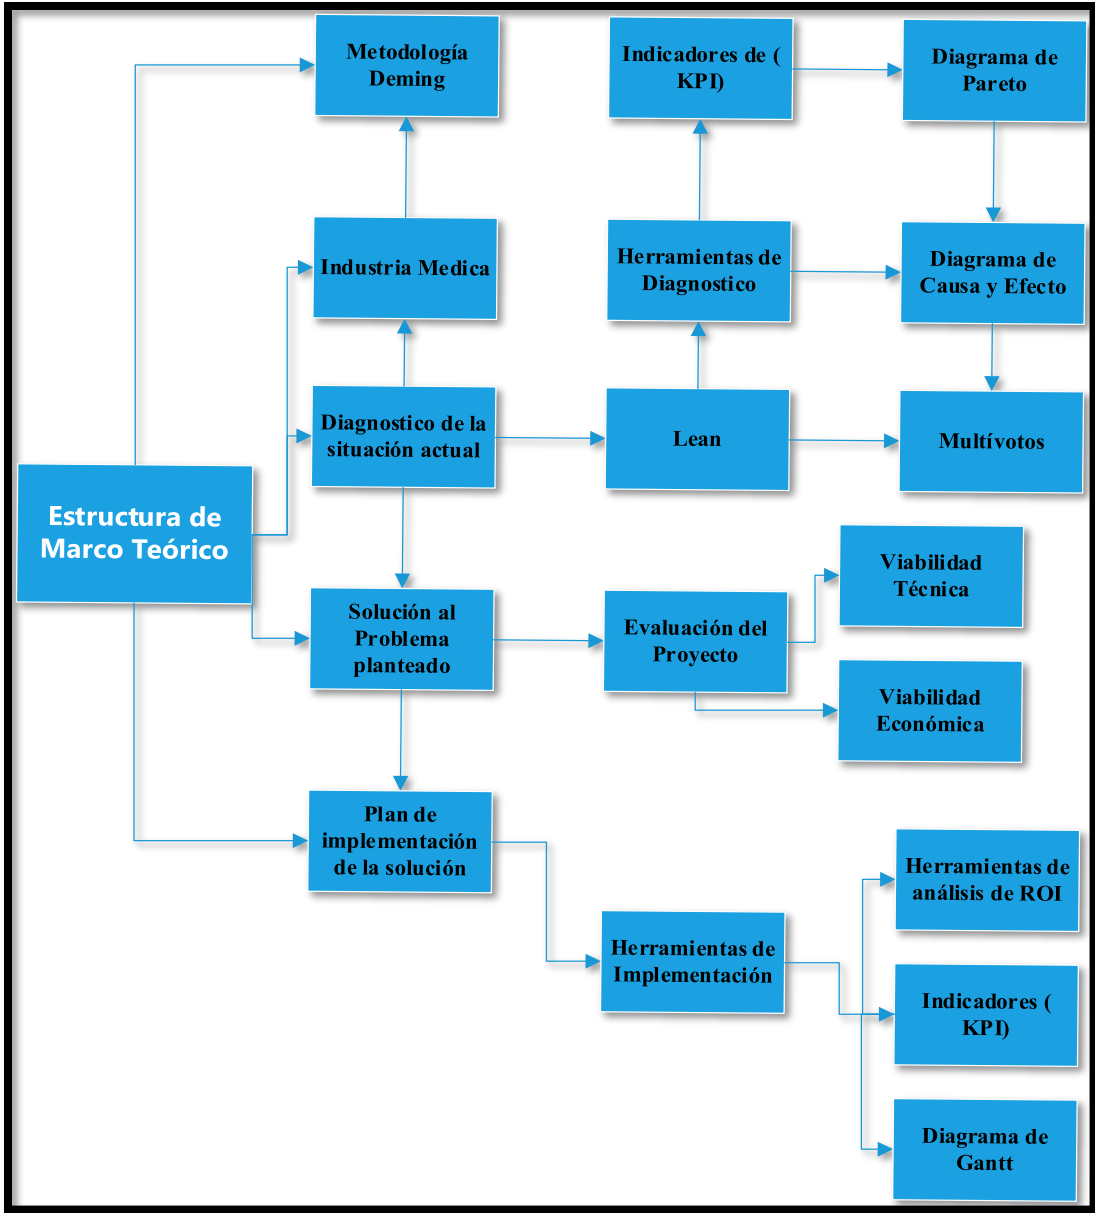 Metodología
Deming
Indicadores de (
KPI)
Diagrama de
Pareto
Industria Medica
Herramientas de
Diagnostico
Diagrama de
Causa y Efecto
Diagnostico de la
situación actual
Lean
Multívotos
Estructura de
Marco Teórico
Solución al
Problema
planteado
Evaluación del
Proyecto
Viabilidad
Técnica
Viabilidad
Económica
Plan de
implementación
de la solución
Herramientas de
Implementación
Herramientas de
análisis de ROI
Indicadores (
KPI)
Diagrama de
Gantt